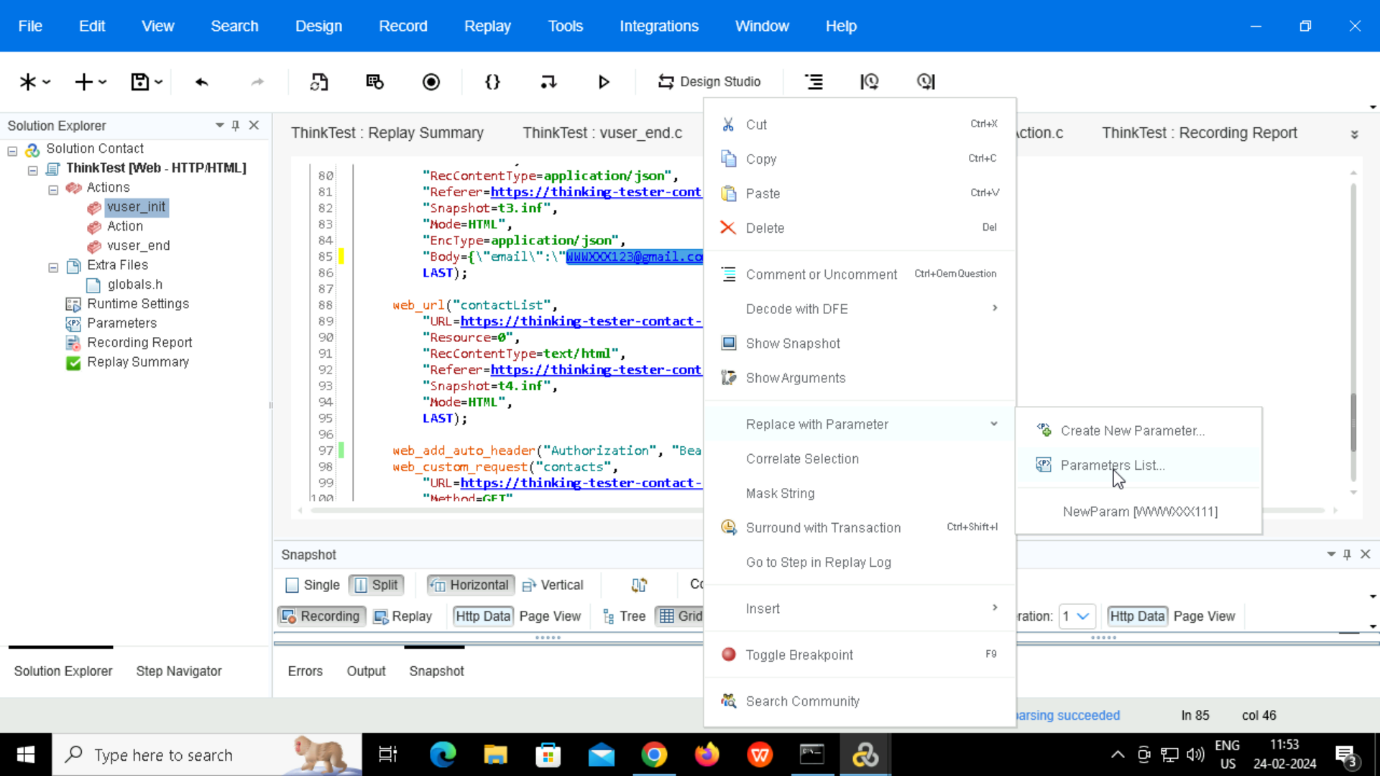 File Edit View Search Design Record Replay Tools Integrations Window Help
Design Studio
Solution Explorer
Solution Contact
ThinkTest [Web - HTTP/HTML]
Actions
vuser_init
Action
vuser_end
Extra Files
globals.h
Runtime Settings
Parameters
Recording Report
Replay Summary
Solution Explorer Step Navigator
ThinkTest : Replay Summary ThinkTest : vuser_end.c Action.c ThinkTest : Recording Report
80 "RecContentType=application/json",
81 "Referer=https://thinking-tester-cont
82 "Snapshot=t3.inf",
83 "Mode=HTML",
84 "EncType=application/json",
85 "Body={\"email\":\"WWWXXX123@gmail.co
86 LAST);
87
88 web_url("contactList",
89 "URL=https://thinking-tester-contact-
90 "Resource=0",
91 "RecContentType=text/html",
92 "Referer=https://thinking-tester-cont
93 "Snapshot=t4.inf",
94 "Mode=HTML",
95 LAST);
96
97 web_add_auto_header("Authorization", "Bea
98 web_custom_request("contacts",
99 "URL=https://thinking-tester-contact-
100 "Method=GET"
Cut Ctrl+X
Copy Ctrl+C
Paste Ctrl+V
Delete Del
Comment or Uncomment Ctrl+OemQuestion
Decode with DFE
Show Snapshot
Show Arguments
Replace with Parameter
Correlate Selection
Mask String
Surround with Transaction Ctrl+Shift+I
Go to Step in Replay Log
Insert
Toggle Breakpoint F9
Search Community
Create New Parameter...
Parameters List...
NewParam [WWWXXX111]
Snapshot
Single Split Horizontal Vertical
Recording Replay Http Data Page View Tree Grid
ration: 1 Http Data Page View
Errors Output Snapshot
parsing succeeded ln 85 col 46
Type here to search
ENG
US
11:53
24-02-2024
3